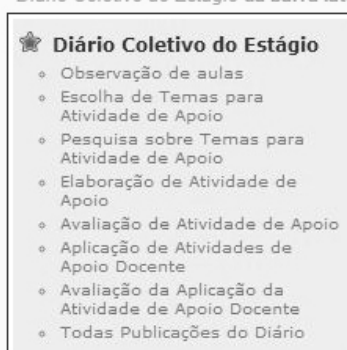 Diário Coletivo do Estágio
Observação de aulas
Escolha de Temas para
Atividade de Apoio
Pesquisa sobre Temas para
Atividade de Apoio
Elaboração de Atividade de
Apoio
Avaliação de Atividade de Apoio
Aplicação de Atividades de
Apoio Docente
Avaliação da Aplicação da
Atividade de Apoio Docente
Todas Publicações do Diário